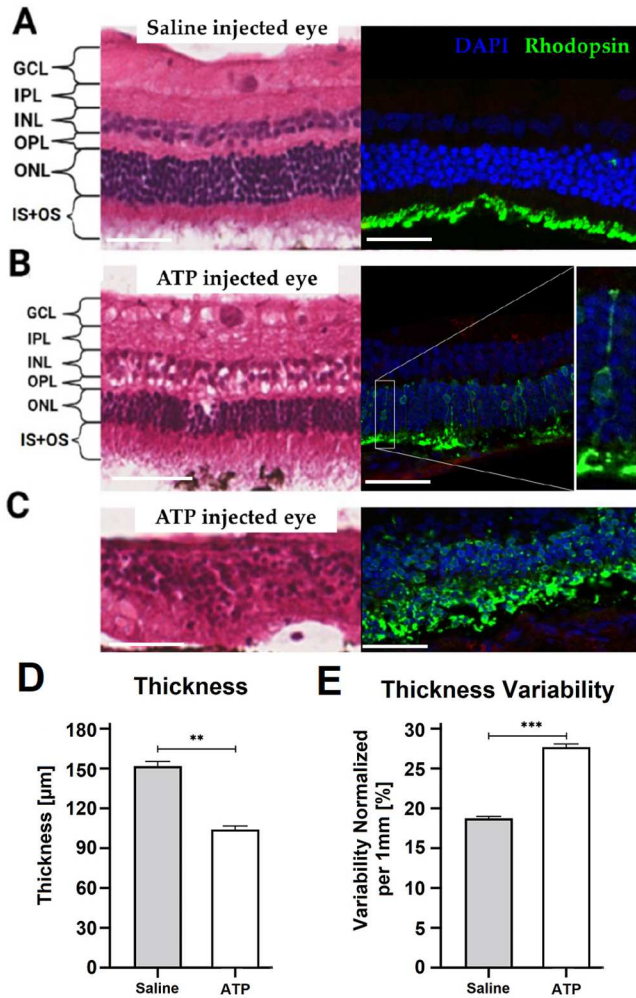 A
Saline injected eye
DAPI Rhodopsin
GCL
IPL
INL
OPL
ONL
IS+OS
B
ATP injected eye
GCL
IPL
INL
OPL
ONL
IS+OS
C
ATP injected eye
D
Thickness
Thickness [µm]
180
150
120
90
60
30
0
**
Saline
ATP
E
Thickness Variability
Variability Normalized
per 1mm [%]
30
25
20
15
10
5
0
***
Saline
ATP